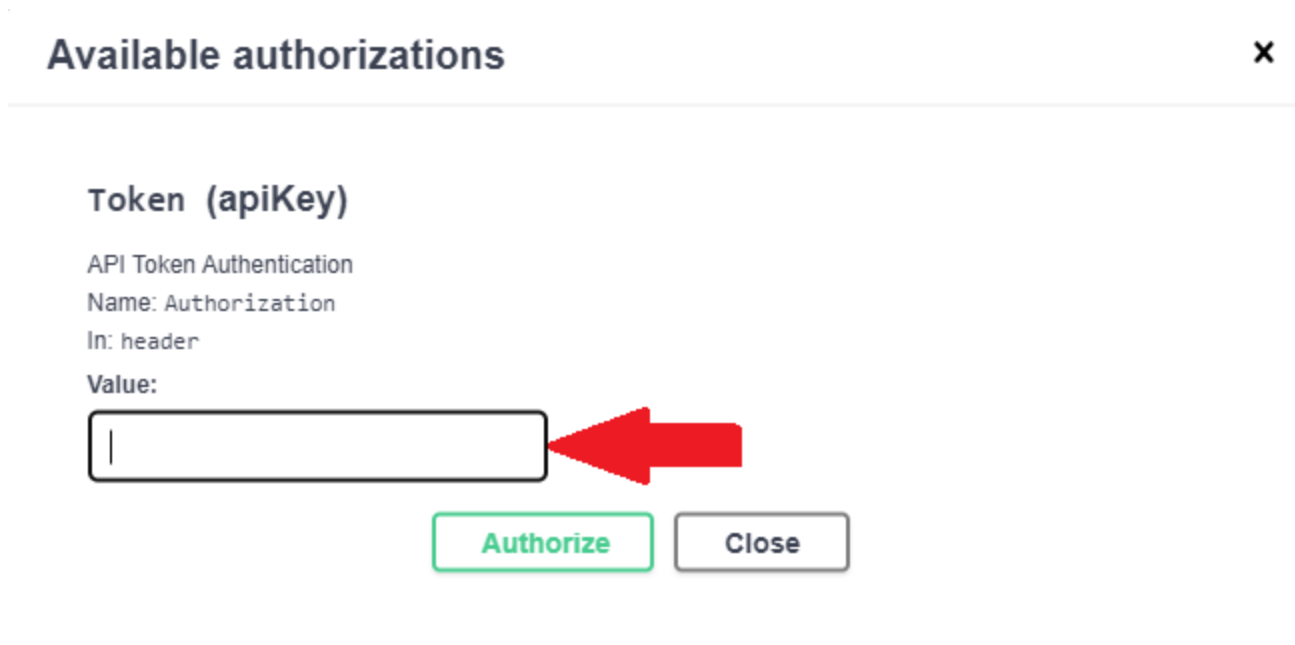 Available authorizations
Token (apiKey)
API Token Authentication
Name: Authorization
In: header
Value:
Authorize Close